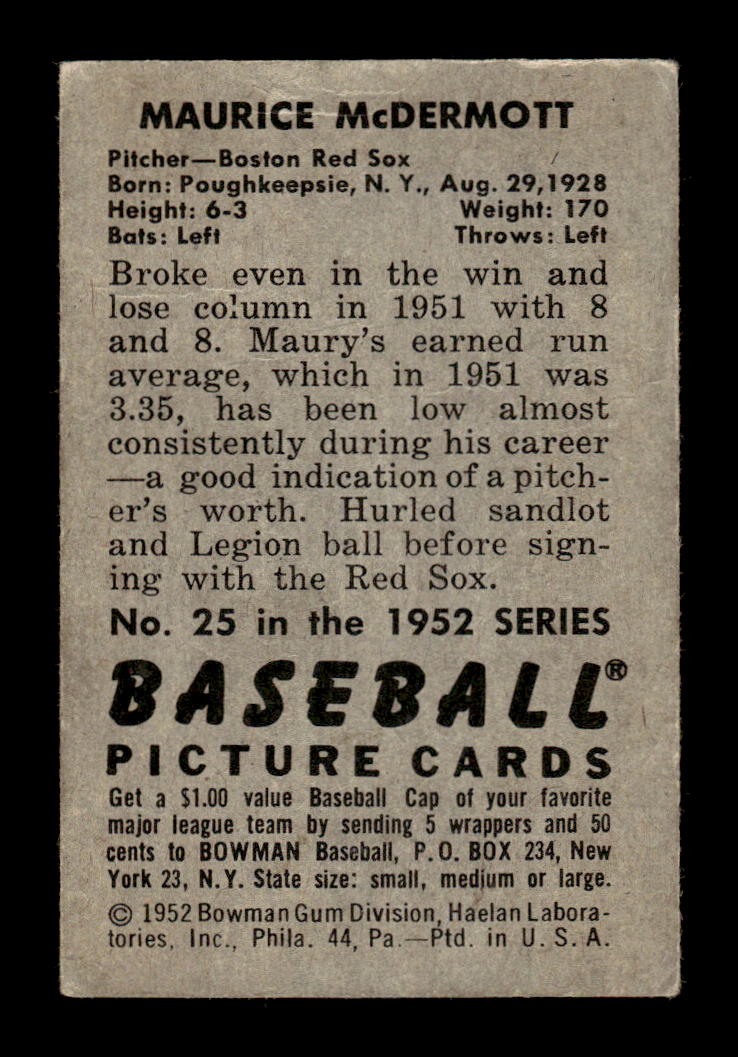 MAURICE McDERMOTT
Pitcher—Boston Red Sox
Born: Poughkeepsie, N. Y., Aug. 29,1928
Height: 6-3 Weight: 170
Bats: Left Throws: Left
Broke even in the win and
lose column in 1951 with 8
and 8. Maury's earned run
average, which in 1951 was
3.35, has been low almost
consistently during his career
—a good indication of a pitch-
er's worth. Hurled sandlot
and Legion ball before sign-
ing with the Red Sox.
No. 25 in the 1952 SERIES
BASEBALL®
PICTURE CARDS
Get a $1.00 value Baseball Cap of your favorite
major league team by sending 5 wrappers and 50
cents to BOWMAN Baseball, P.O. BOX 234, New
York 23, N.Y. State size: small, medium or large.
© 1952 Bowman Gum Division, Haelan Labora-
tories, Inc., Phila. 44, Pa.—Ptd. in U. S. A.